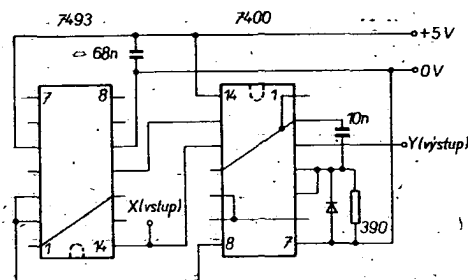 7493 7400
+5V
68n
0V
7 8 14 1
10n
Y(výstup)
X(vstup)
390
1 14 8 7